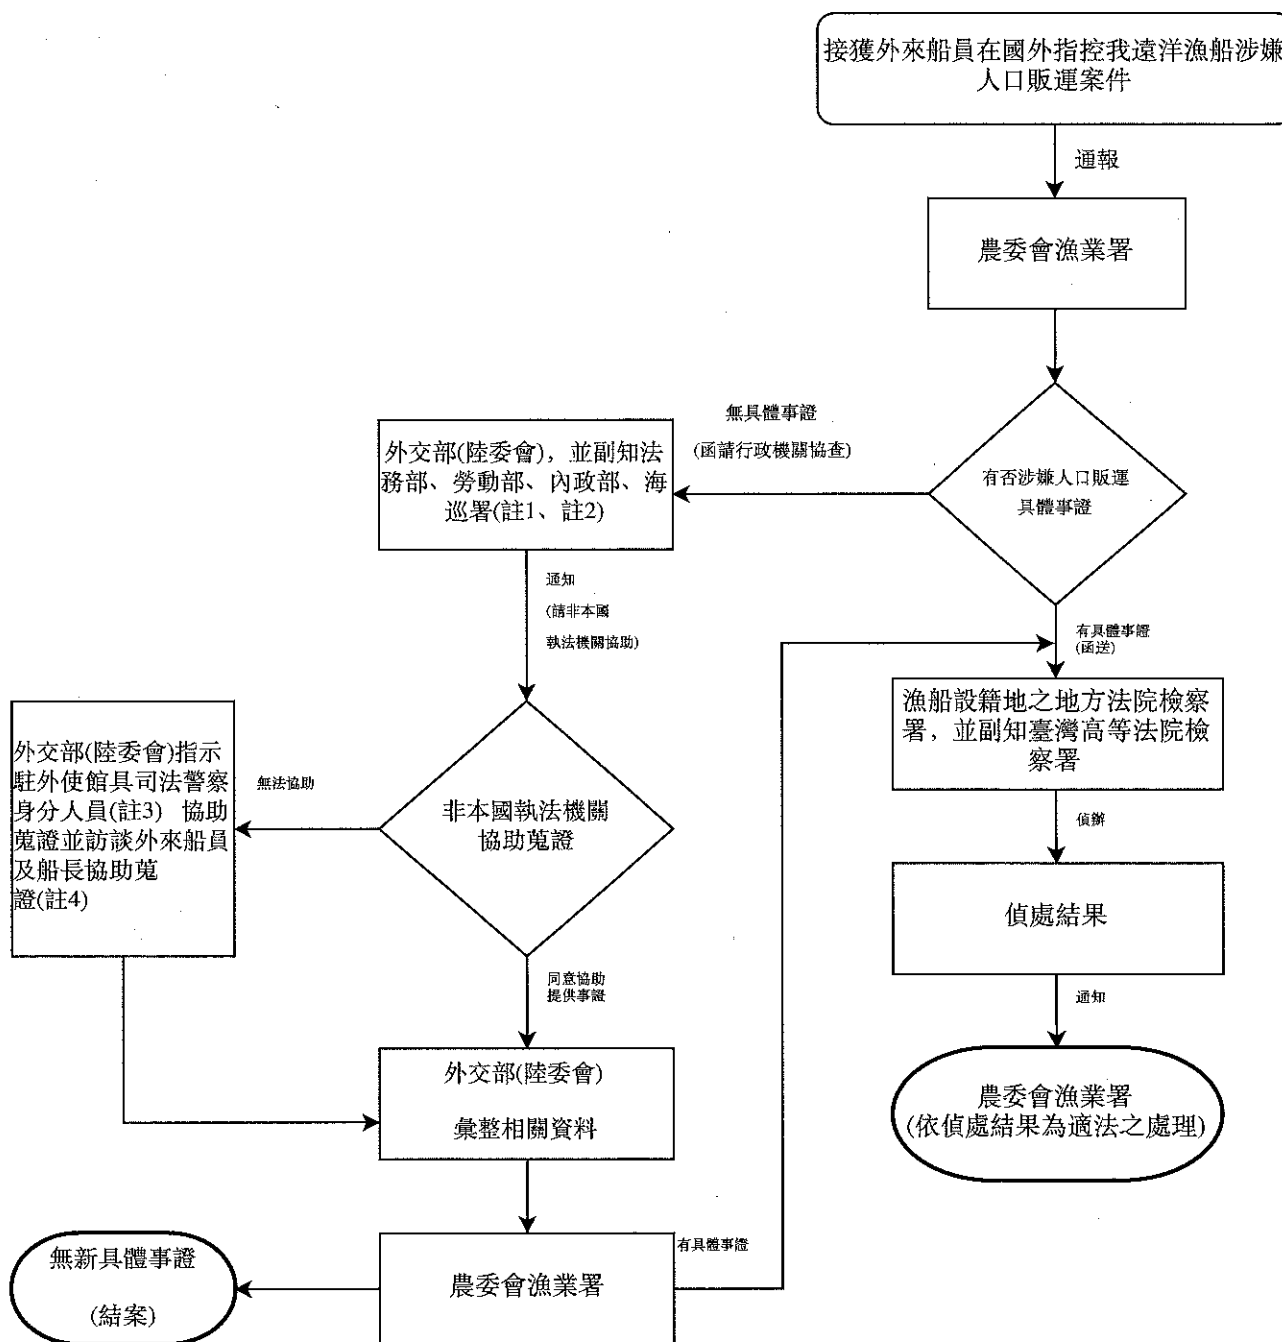 接獲外來船員在國外指控我遠洋漁船涉嫌
人口販運案件
通報
農委會漁業署
有否涉嫌人口販運
具體事證
無具體事證
(函請行政機關協查)
外交部(陸委會)，並副知法
務部、勞動部、內政部、海
巡署(註1、註2)
通知
(請非本國
執法機關協助)
非本國執法機關
協助蒐證
無法協助
外交部(陸委會)指示
駐外使館具司法警察
身分人員(註3) 協助
蒐證並訪談外來船員
及船長協助蒐
證(註4)
同意協助
提供事證
外交部(陸委會)
彙整相關資料
農委會漁業署
無新具體事證
(結案)
有具體事證
有具體事證
(函送)
漁船設籍地之地方法院檢察
署，並副知臺灣高等法院檢
察署
偵辦
偵處結果
通知
農委會漁業署
(依偵處結果為適法之處理)